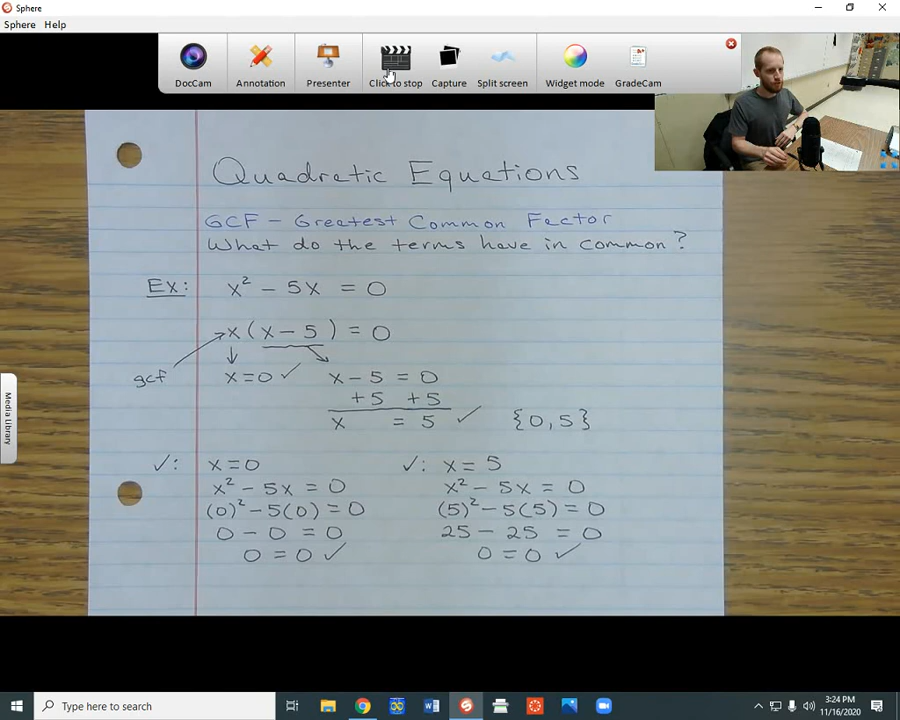 Sphere
Sphere Help
DocCam Annotation Presenter Click to stop Capture Split screen Widget mode GradeCam
Media Library
Quadratic Equations
GCF - Greatest Common Factor
What do the terms have in common?
Ex: x² - 5x = 0
x(x - 5) = 0
gcf
x = 0 ✓ x - 5 = 0
+5 +5
x = 5 ✓ {0, 5}
✓: x = 0 ✓: x = 5
x² - 5x = 0 x² - 5x = 0
(0)² - 5(0) = 0 (5)² - 5(5) = 0
0 - 0 = 0 25 - 25 = 0
0 = 0 ✓ 0 = 0 ✓
Type here to search
3:24 PM
11/16/2020